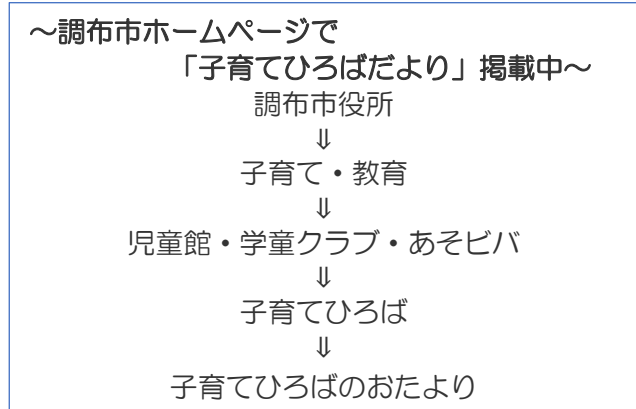 ～調布市ホームページで
「子育てひろばだより」掲載中～
調布市役所
⇓
子育て・教育
⇓
児童館・学童クラブ・あそビバ
⇓
子育てひろば
⇓
子育てひろばのおたより